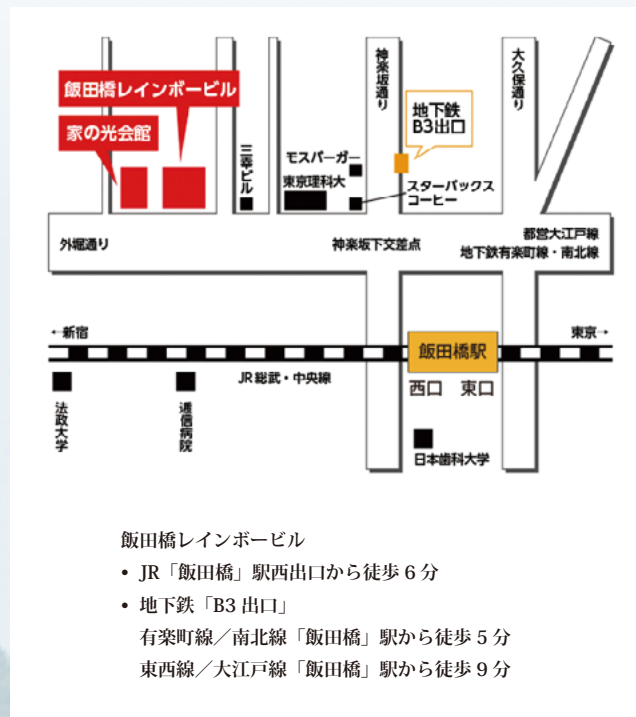 飯田橋レインボービル
家の光会館
三幸ビル
モスバーガー
東京理科大
神楽坂通り
地下鉄
B3出口
スターバックス
コーヒー
大久保通り
外堀通り
神楽坂下交差点
都営大江戸線
地下鉄有楽町線・南北線
←新宿
東京→
飯田橋駅
JR総武・中央線
西口 東口
法政大学
逓信病院
日本歯科大学
飯田橋レインボービル
• JR「飯田橋」駅西出口から徒歩 6 分
• 地下鉄「B3 出口」
有楽町線／南北線「飯田橋」駅から徒歩 5 分
東西線／大江戸線「飯田橋」駅から徒歩 9 分